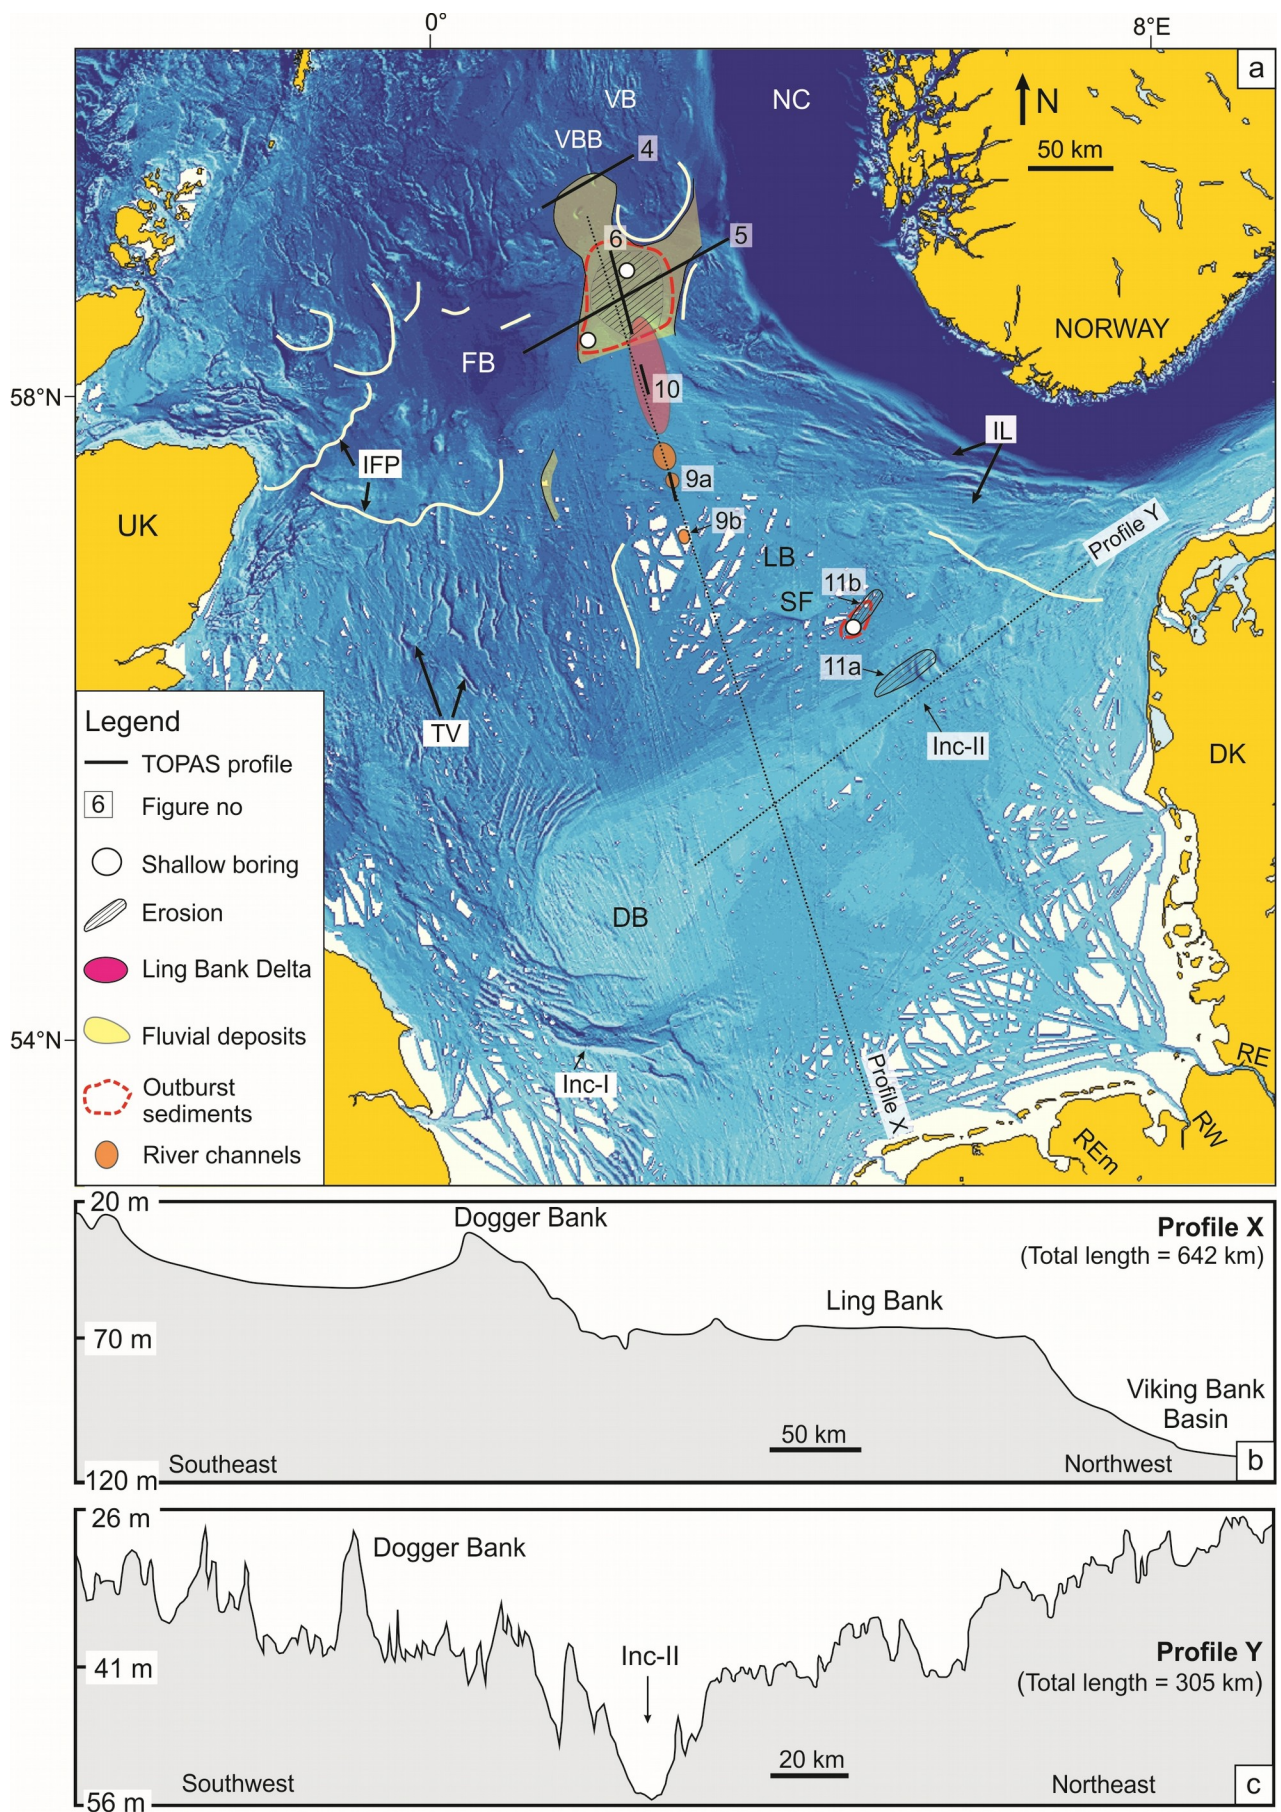 0°
8°E
a
VB
NC
N
VBB
4
50 km
6
5
NORWAY
FB
58°N
10
IL
IFP
9a
UK
9b
Profile Y
LB
11b
SF
11a
TV
Inc-II
DK
Legend
TOPAS profile
6 Figure no
Shallow boring
Erosion
DB
Ling Bank Delta
Fluvial deposits
54°N
Inc-I
RE
Outburst
sediments
Profile X
RW
REm
River channels
20 m
Dogger Bank
Profile X
(Total length = 642 km)
Ling Bank
70 m
Viking Bank
Basin
50 km
Southeast
Northwest
b
120 m
26 m
Dogger Bank
Inc-II
Profile Y
41 m
(Total length = 305 km)
20 km
Southwest
Northeast
c
56 m